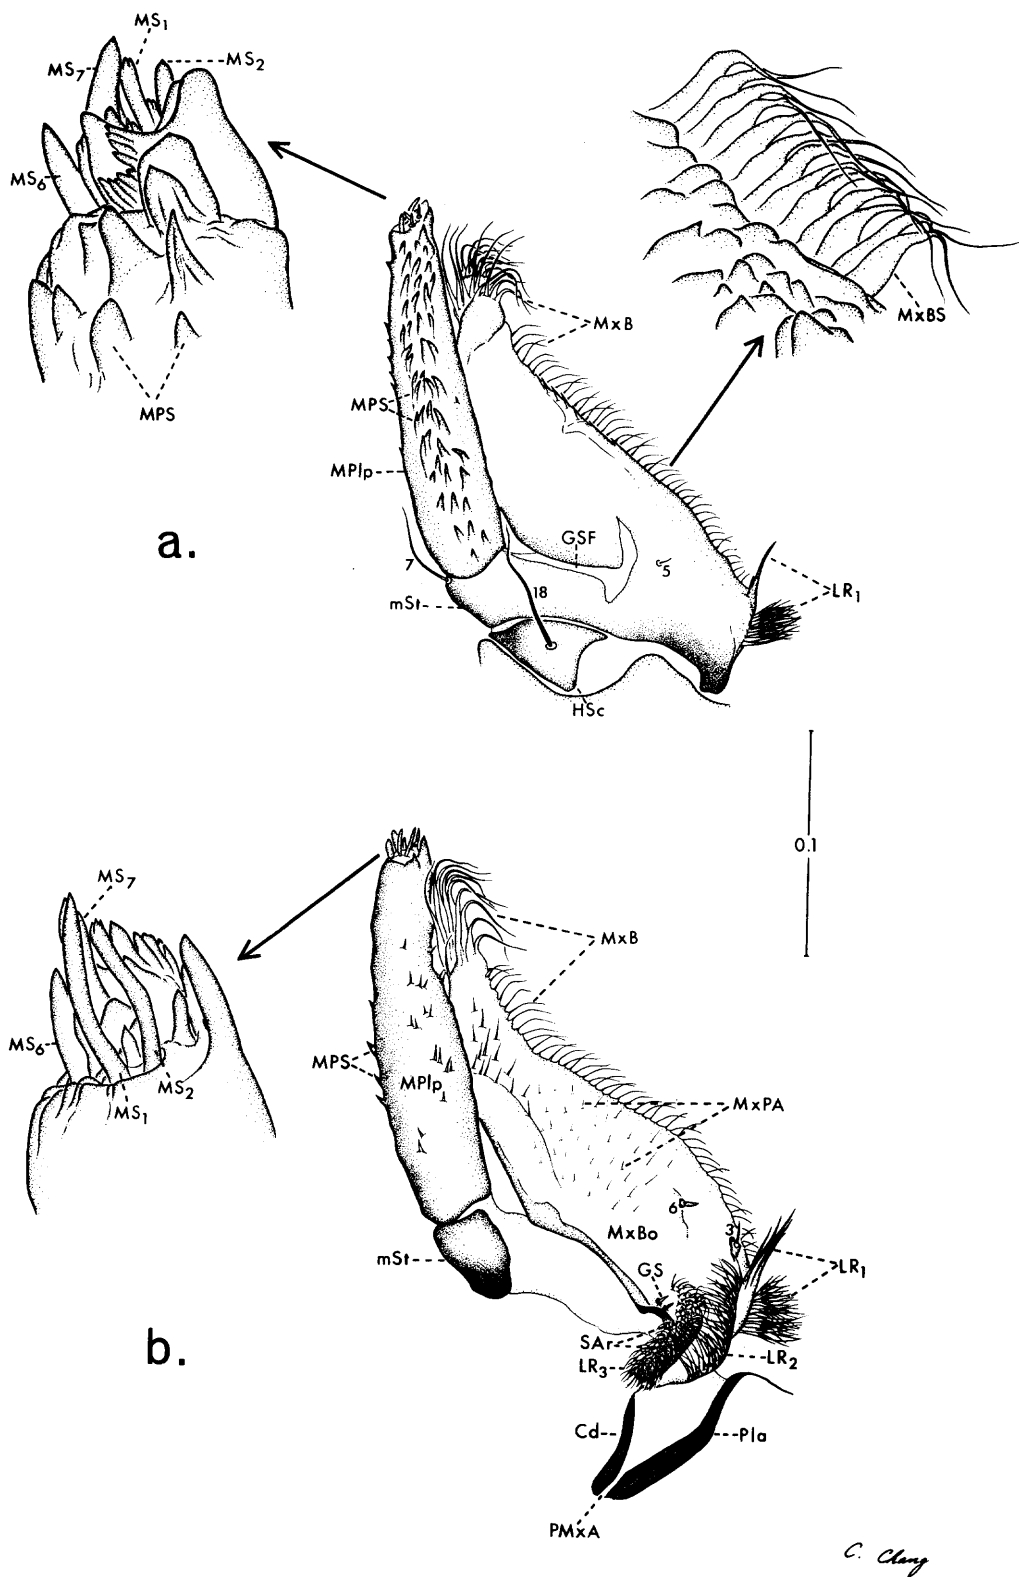 MS1
MS7
MS2
MS6
MPS
MxBS
MxB
MPS
MPlp
a.
GSF
7
5
18
LR1
mSt
HSc
0.1
MS7
MxB
MS6
MPS
MPlp
MS2
MS1
MxPA
6
3
MxBo
mSt
GS
LR1
b.
SAr
LR3
LR2
Cd
Pla
PMxA
C. Chang